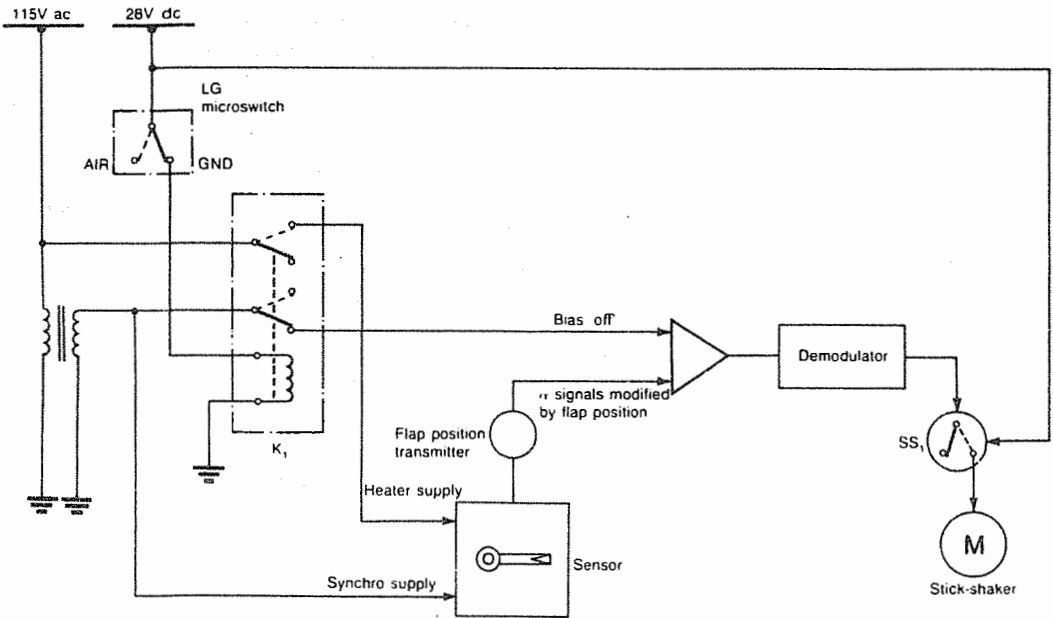 115V ac
28V dc
LG
microswitch
AIR
GND
Bias off
Demodulator
α signals modified
by flap position
Flap position
transmitter
SS₁
K₁
Heater supply
M
Sensor
Synchro supply
Stick-shaker